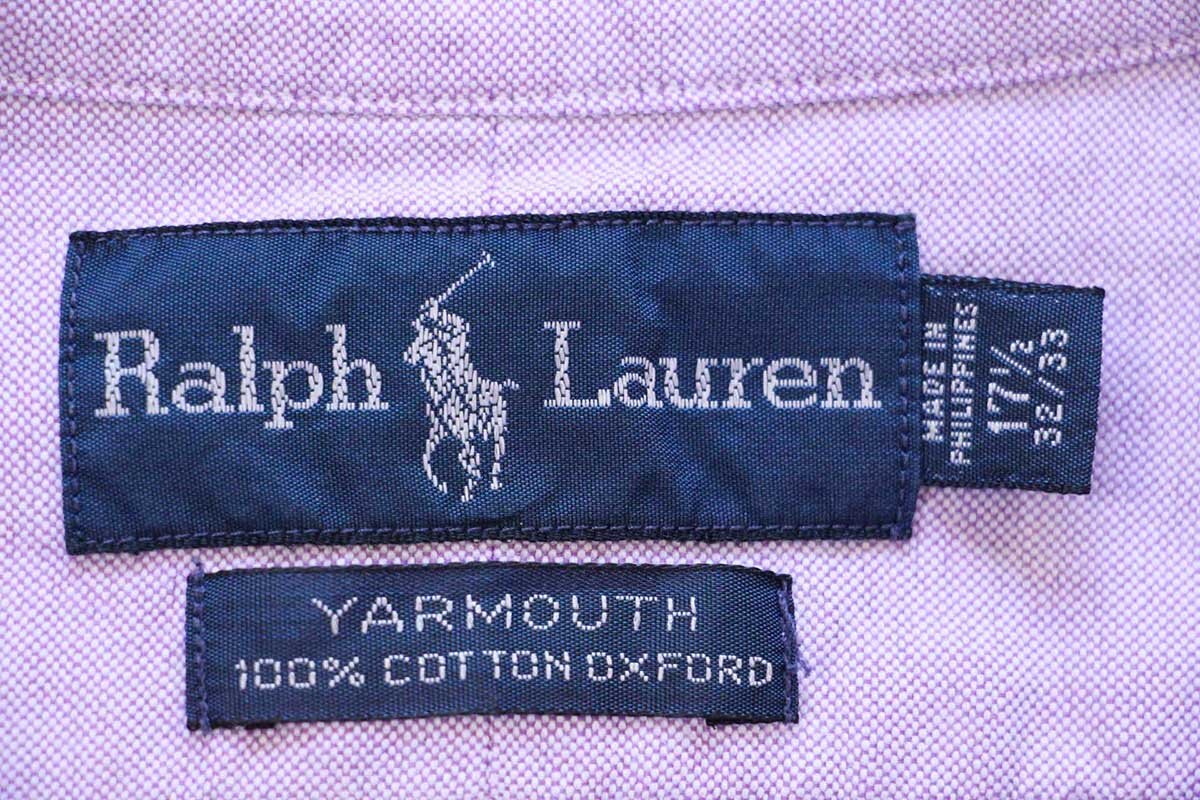 Ralph Lauren
MADE IN
PHILIPPINES
17½
32/33
YARMOUTH
100% COTTON OXFORD